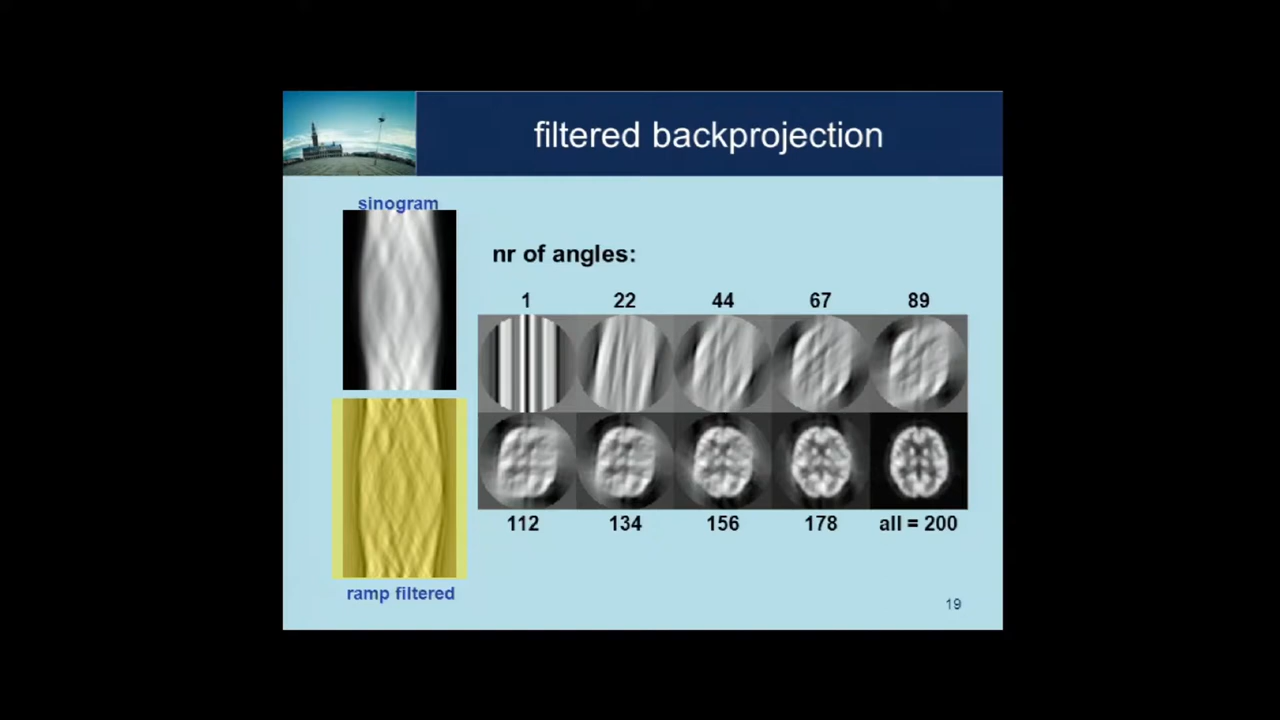 filtered backprojection
sinogram
nr of angles:
1 22 44 67 89
112 134 156 178 all = 200
ramp filtered
19